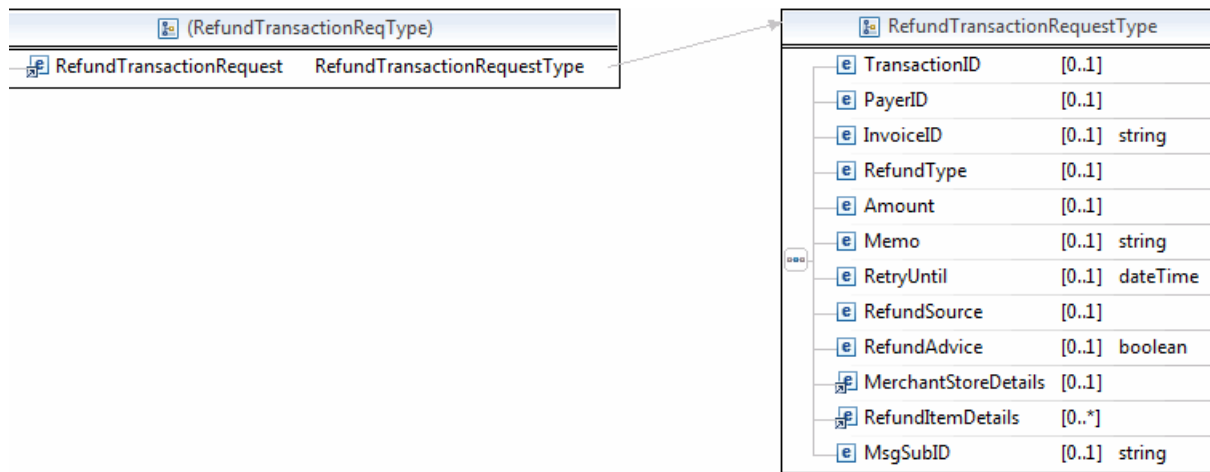 (RefundTransactionReqType)
RefundTransactionRequest RefundTransactionRequestType
RefundTransactionRequestType
TransactionID [0..1]
PayerID [0..1]
InvoiceID [0..1] string
RefundType [0..1]
Amount [0..1]
Memo [0..1] string
RetryUntil [0..1] dateTime
RefundSource [0..1]
RefundAdvice [0..1] boolean
MerchantStoreDetails [0..1]
RefundItemDetails [0..*]
MsgSubID [0..1] string